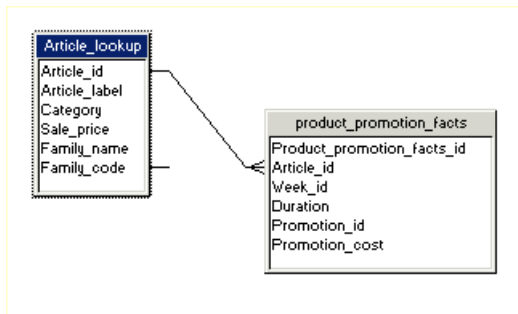 Article_lookup
Article_id
Article_label
Category
Sale_price
Family_name
Family_code
product_promotion_facts
Product_promotion_facts_id
Article_id
Week_id
Duration
Promotion_id
Promotion_cost